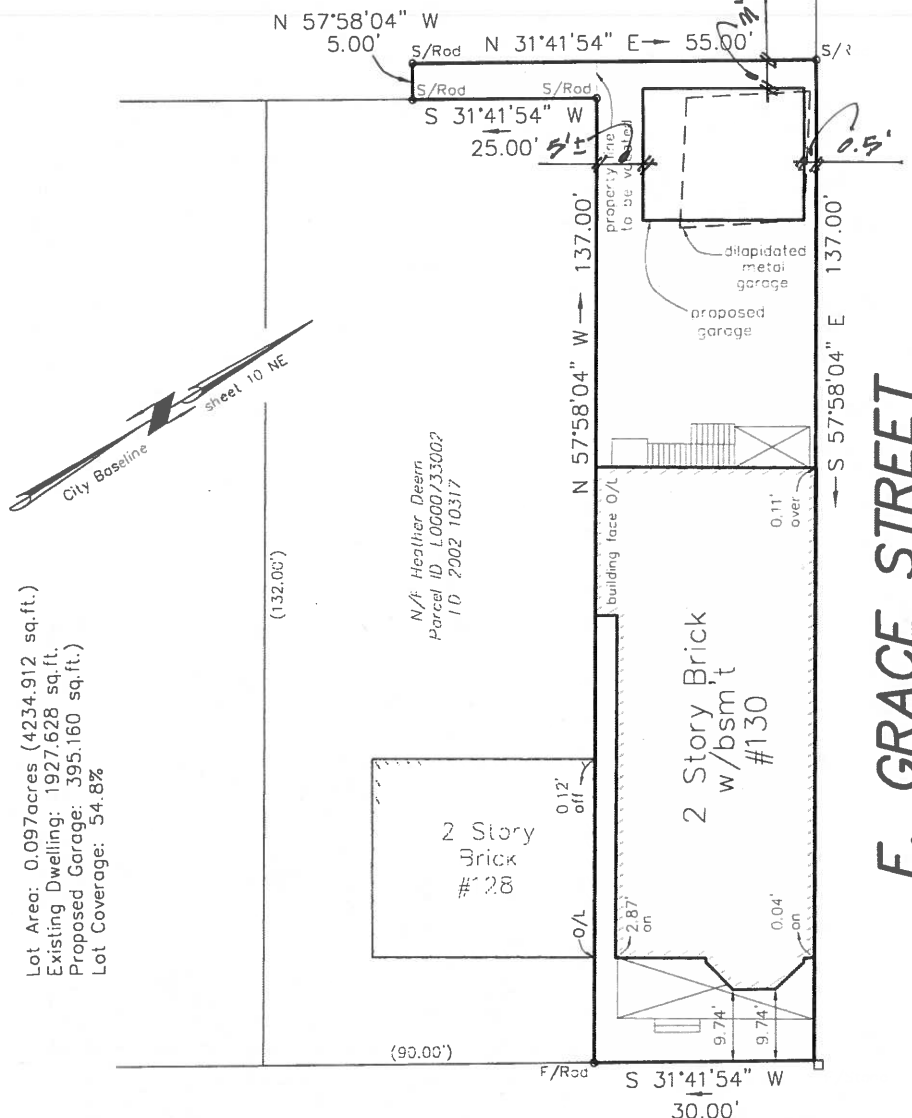 N 57°58'04" W
5.00'
S/Rod
N 31°41'54" E → 55.00'
S/R
S/Rod
S/Rod
S 31°41'54" W
25.00'
5'±
0.5'
property line
to be vacated
N 57°58'04" W → 137.00'
137.00'
S 57°58'04" E
dilapidated
metal
garage
proposed
garage
City Baseline
sheet 10 NE
(132.00')
N/F Heather Deem
Parcel ID L0000733002
building face O/L
0.11'
over
2 Story Brick
w/bsm't
#130
0.12'
off
2 Story
Brick
#128
O/L
2.87'
on
0.04'
on
9.74'
9.74'
Lot Area: 0.097acres (4234.912 sq.ft.)
Existing Dwelling: 1927.628 sq.ft.
Proposed Garage: 395.160 sq.ft.)
Lot Coverage: 54.8%
(90.00')
F/Rod
S 31°41'54" W
30.00'
E. GRACE STREET